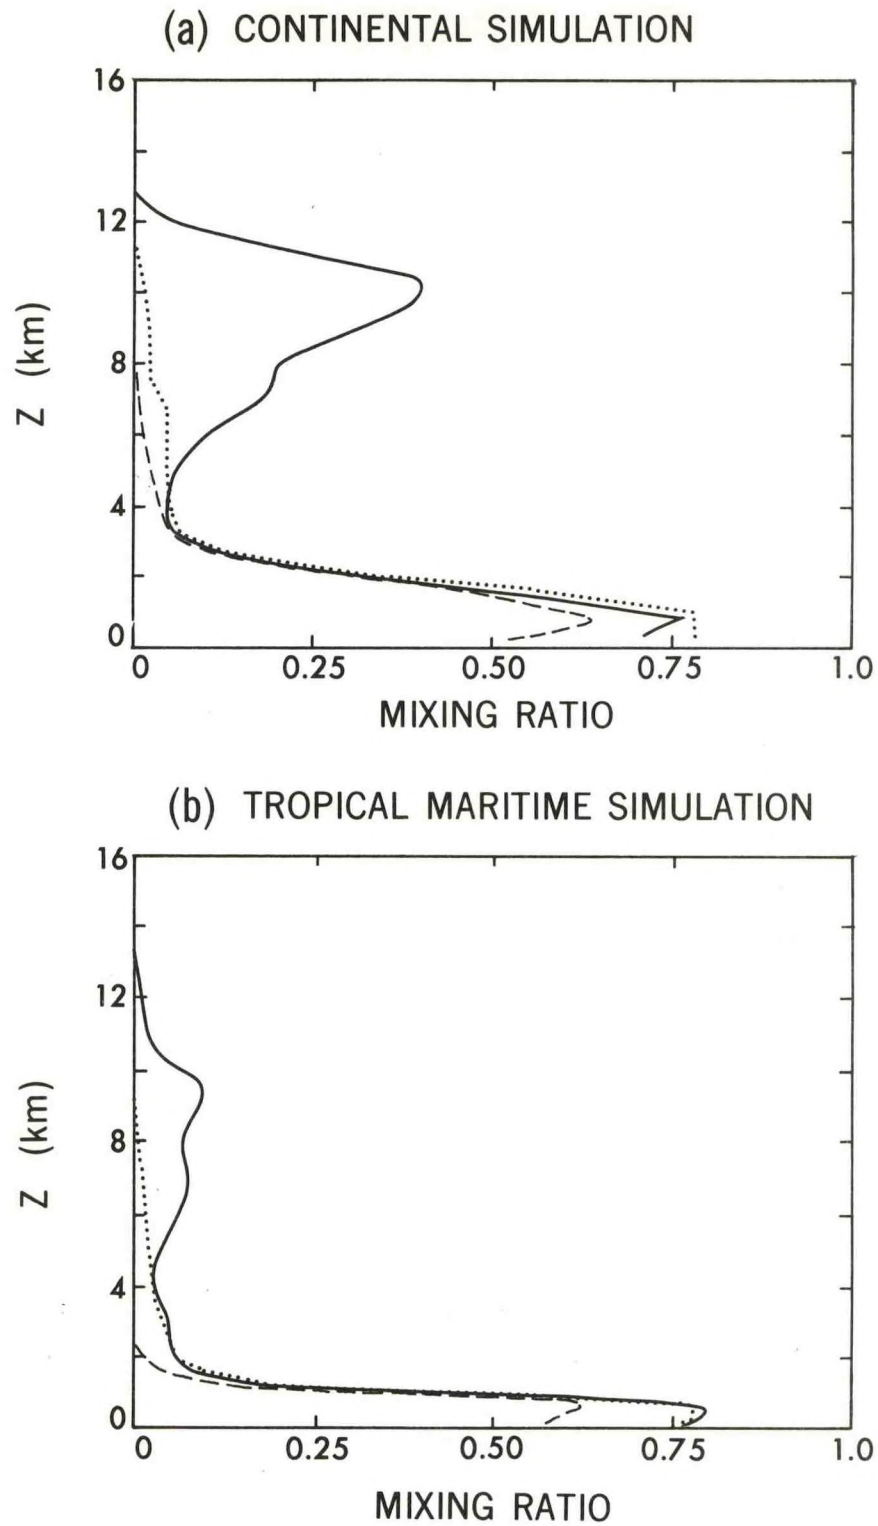 (a) CONTINENTAL SIMULATION
16
12
8
4
0
Z (km)
0 0.25 0.50 0.75 1.0
MIXING RATIO
(b) TROPICAL MARITIME SIMULATION
16
12
8
4
0
Z (km)
0 0.25 0.50 0.75 1.0
MIXING RATIO